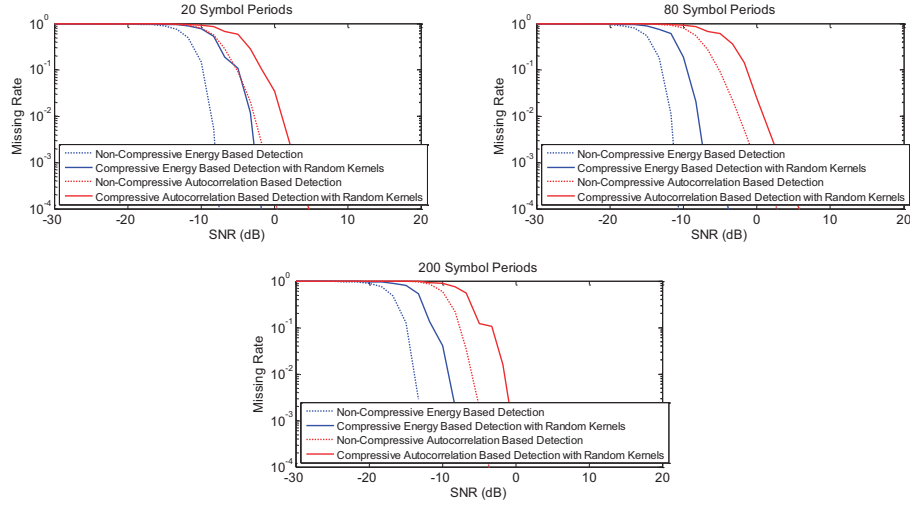 20 Symbol Periods
Missing Rate
10^0
10^-1
10^-2
10^-3
10^-4
Non-Compressive Energy Based Detection
Compressive Energy Based Detection with Random Kernels
Non-Compressive Autocorrelation Based Detection
Compressive Autocorrelation Based Detection with Random Kernels
-30 -20 -10 0 10 20
SNR (dB)
80 Symbol Periods
Missing Rate
10^0
10^-1
10^-2
10^-3
10^-4
Non-Compressive Energy Based Detection
Compressive Energy Based Detection with Random Kernels
Non-Compressive Autocorrelation Based Detection
Compressive Autocorrelation Based Detection with Random Kernels
-30 -20 -10 0 10 20
SNR (dB)
200 Symbol Periods
Missing Rate
10^0
10^-1
10^-2
10^-3
10^-4
Non-Compressive Energy Based Detection
Compressive Energy Based Detection with Random Kernels
Non-Compressive Autocorrelation Based Detection
Compressive Autocorrelation Based Detection with Random Kernels
-30 -20 -10 0 10 20
SNR (dB)